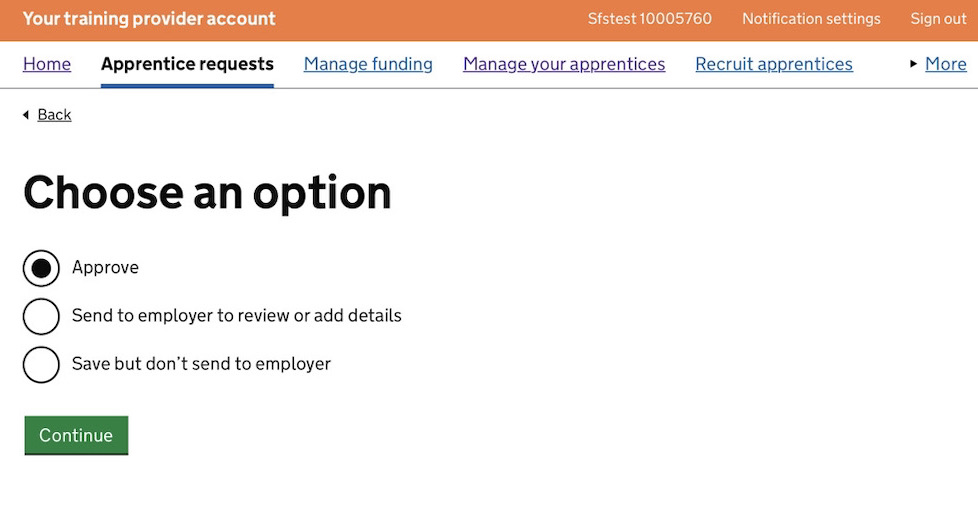 Your training provider account Sfstest 10005760 Notification settings Sign out
Home Apprentice requests Manage funding Manage your apprentices Recruit apprentices More
Back
Choose an option
Approve
Send to employer to review or add details
Save but don't send to employer
Continue